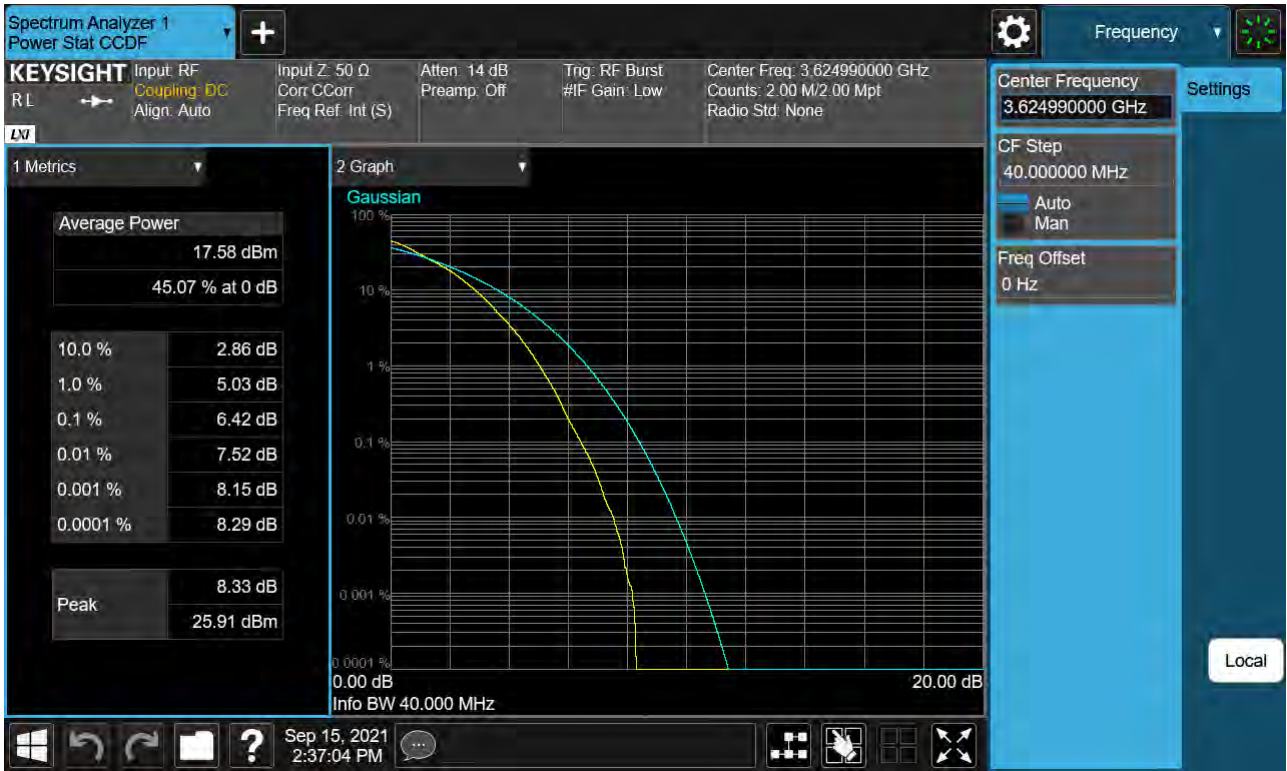 Spectrum Analyzer 1
Power Stat CCDF
+
Frequency
KEYSIGHT
RL
LXI
Input: RF
Coupling: DC
Align: Auto
Input Z: 50 Ω
Corr CCorr
Freq Ref: Int (S)
Atten: 14 dB
Preamp: Off
Trig: RF Burst
#IF Gain: Low
Center Freq: 3.624990000 GHz
Counts: 2.00 M/2.00 Mpt
Radio Std: None
Center Frequency
3.624990000 GHz
Settings
CF Step
40.000000 MHz
Auto
Man
Freq Offset
0 Hz
Local
1 Metrics
Average Power
17.58 dBm
45.07 % at 0 dB
10.0 % 2.86 dB
1.0 % 5.03 dB
0.1 % 6.42 dB
0.01 % 7.52 dB
0.001 % 8.15 dB
0.0001 % 8.29 dB
Peak
8.33 dB
25.91 dBm
2 Graph
Gaussian
100 %
10 %
1 %
0.1 %
0.01 %
0.001 %
0.0001 %
0.00 dB 20.00 dB
Info BW 40.000 MHz
?
Sep 15, 2021
2:37:04 PM